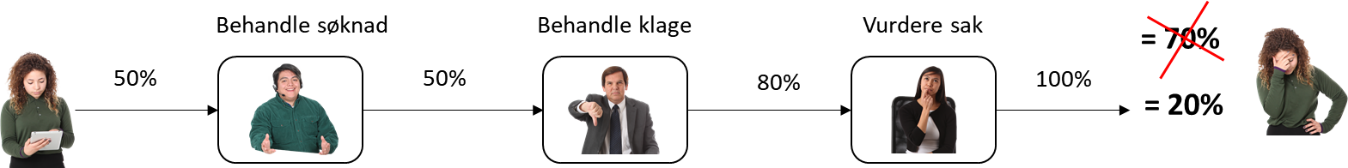 Behandle søknad
Behandle klage
Vurdere sak
50%
50%
80%
100%
= 70%
= 20%